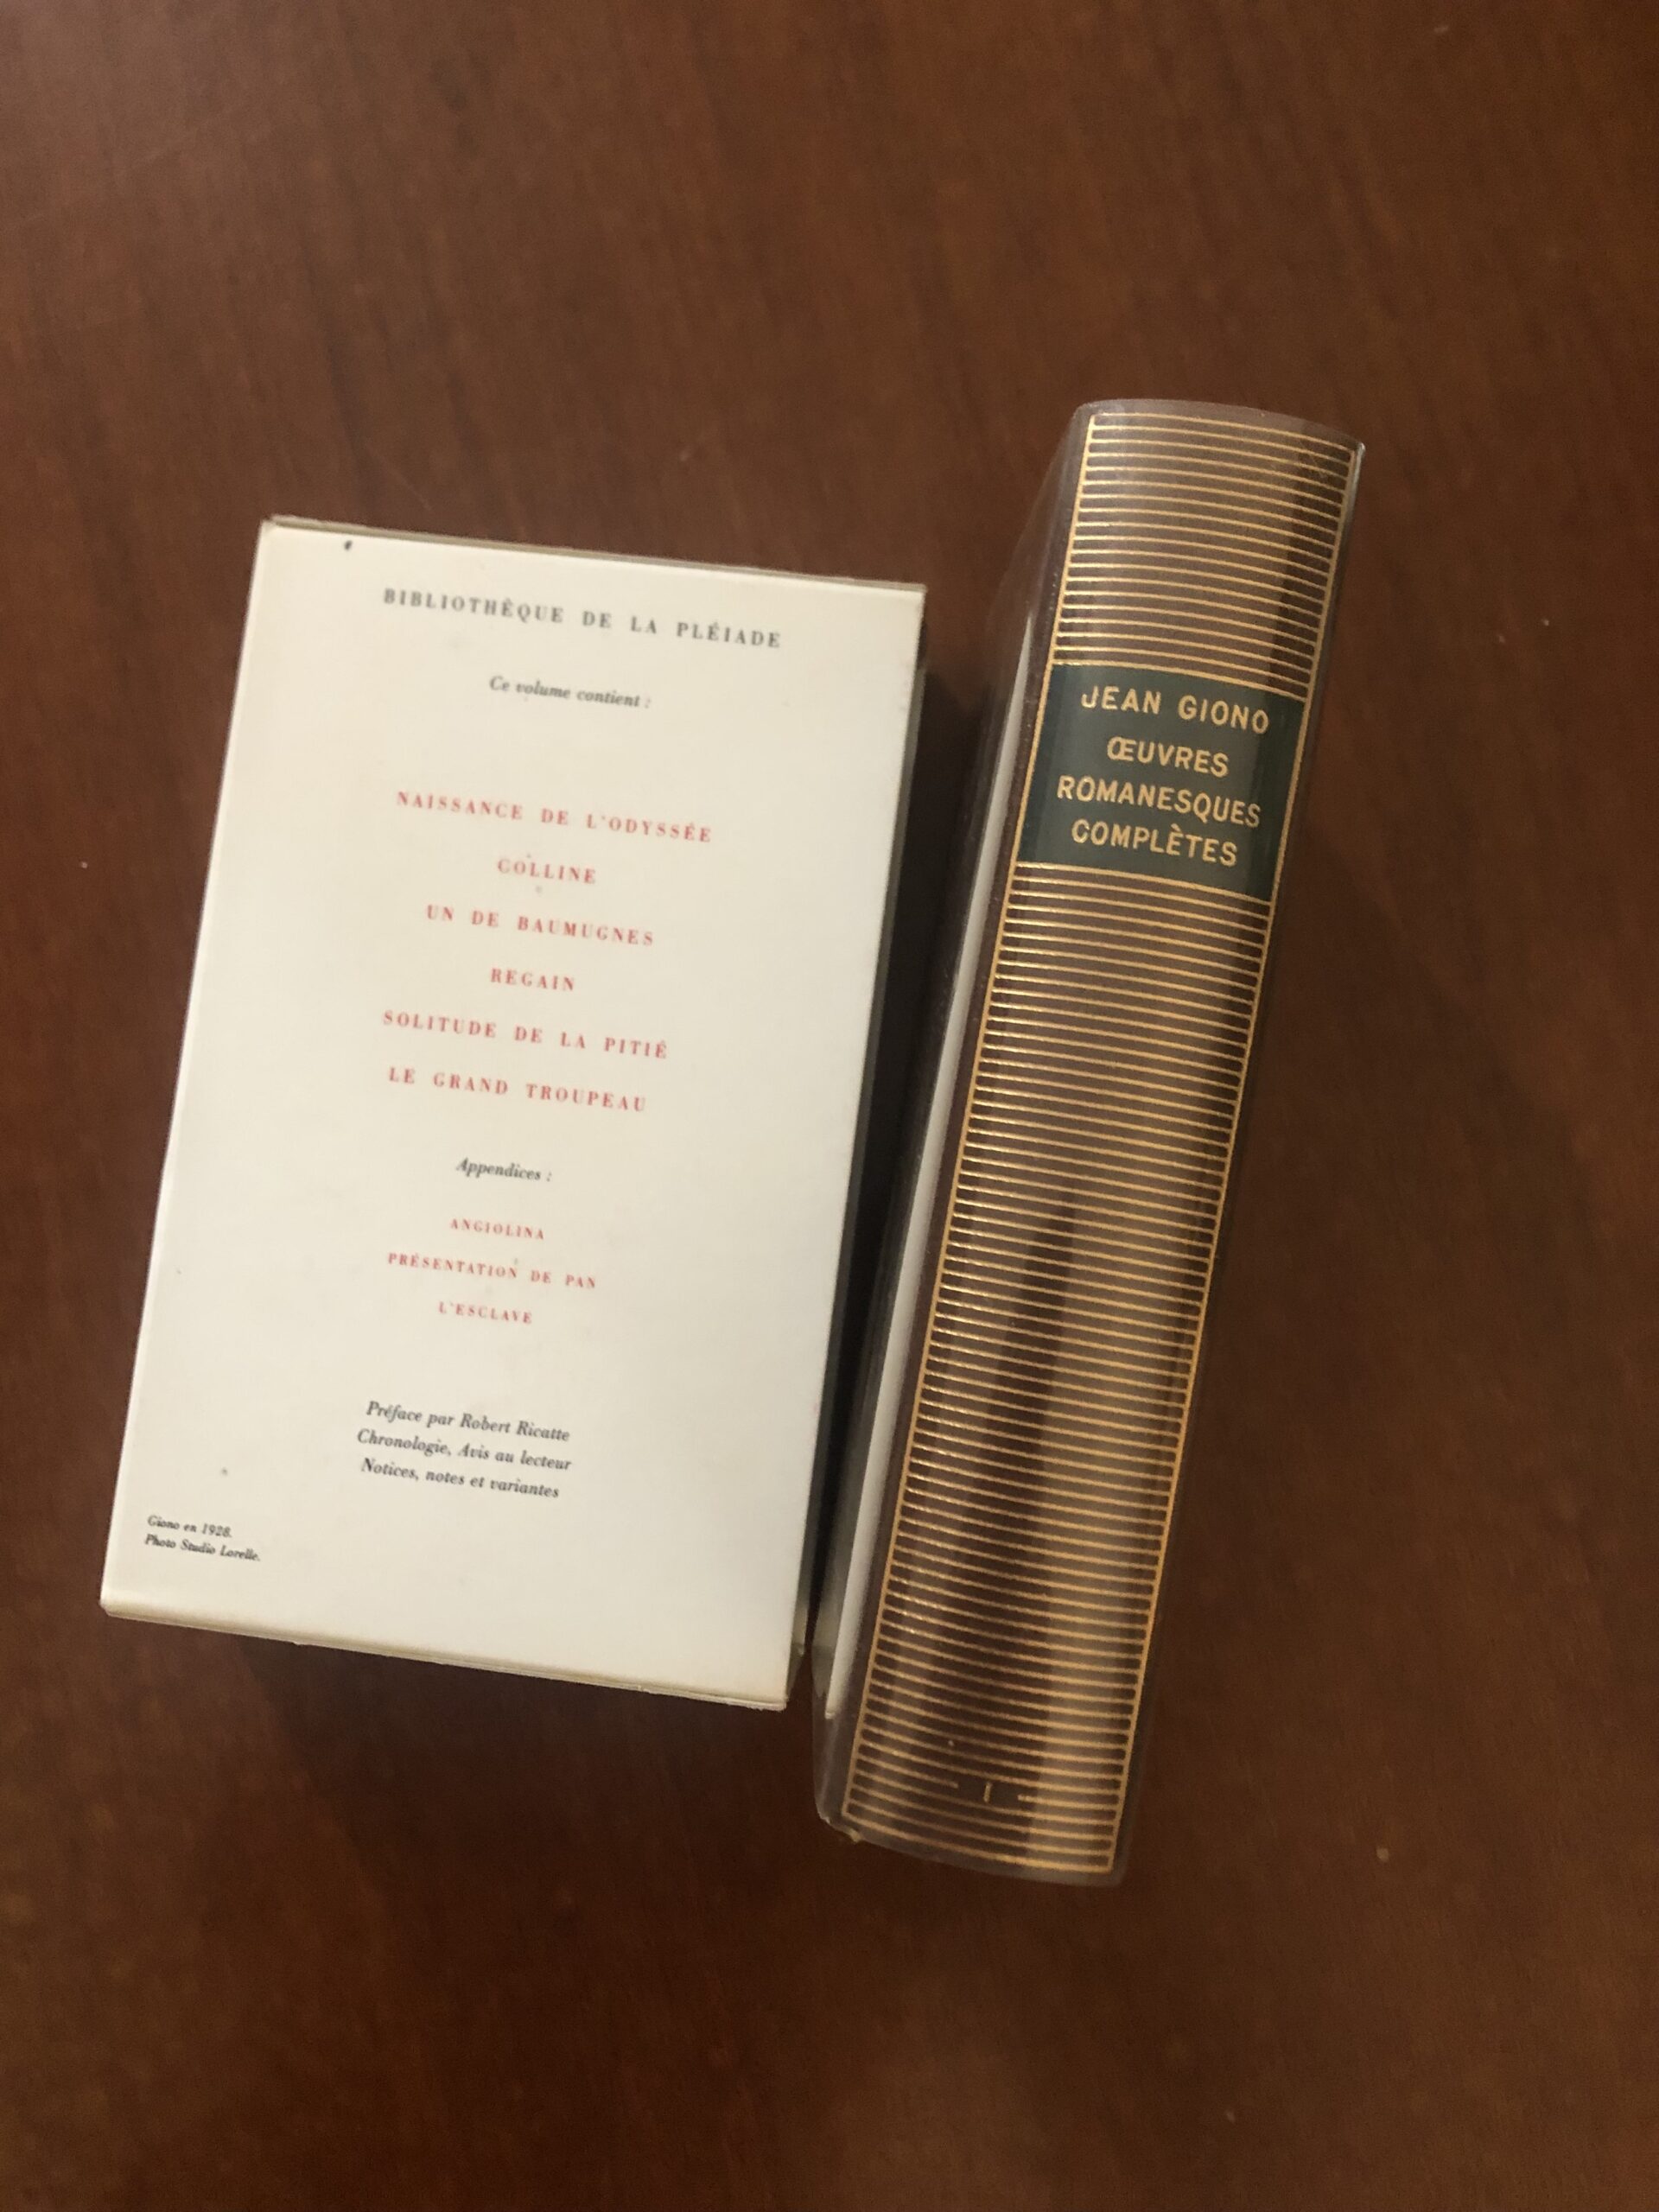 BIBLIOTHÈQUE DE LA PLÉIADE
Ce volume contient :
NAISSANCE DE L'ODYSSÉE
COLLINE
UN DE BAUMUGNES
REGAIN
SOLITUDE DE LA PITIÉ
LE GRAND TROUPEAU
Appendices :
ANGIOLINA
PRÉSENTATION DE PAN
L'ESCLAVE
Préface par Robert Ricatte
Chronologie, Avis au lecteur
Notices, notes et variantes
Giono en 1928.
Photo Studio Lorelle.
JEAN GIONO
ŒUVRES
ROMANESQUES
COMPLÈTES
I